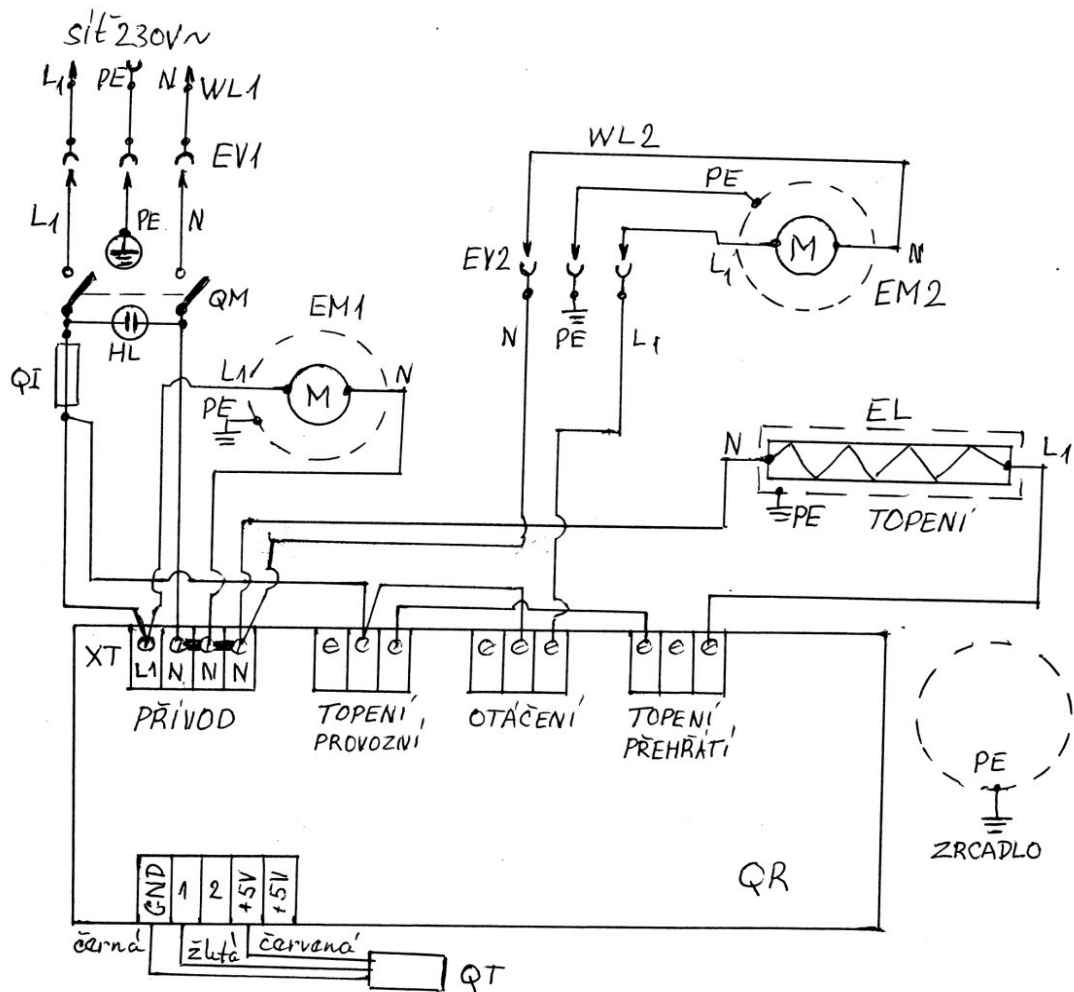 síť 230V~
L1 PE N WL1
EV1
L1 PE N
QM
HL
QI
EM1
L1 M N
PE
WL2
PE
M
L1 N
EM2
EV2
N PE L1
EL
N L1
PE TOPENÍ
XT
L1 N N N
PŘÍVOD
TOPENÍ PROVOZNÍ
OTÁČENÍ
TOPENÍ PŘEHŘÁTÍ
PE
ZRCADLO
QR
GND 1 2 +5V +5V
černá žlutá červená
QT